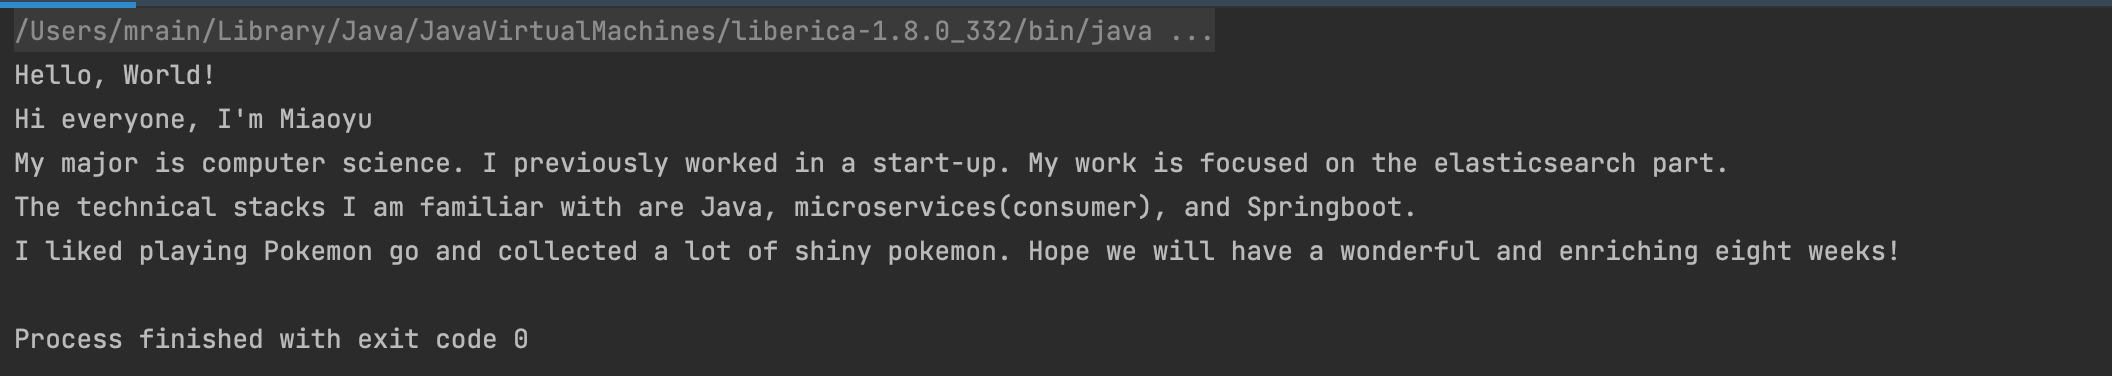 /Users/mrain/Library/Java/JavaVirtualMachines/liberica-1.8.0_332/bin/java ...
Hello, World!
Hi everyone, I'm Miaoyu
My major is computer science. I previously worked in a start-up. My work is focused on the elasticsearch part.
The technical stacks I am familiar with are Java, microservices(consumer), and Springboot.
I liked playing Pokemon go and collected a lot of shiny pokemon. Hope we will have a wonderful and enriching eight weeks!
Process finished with exit code 0